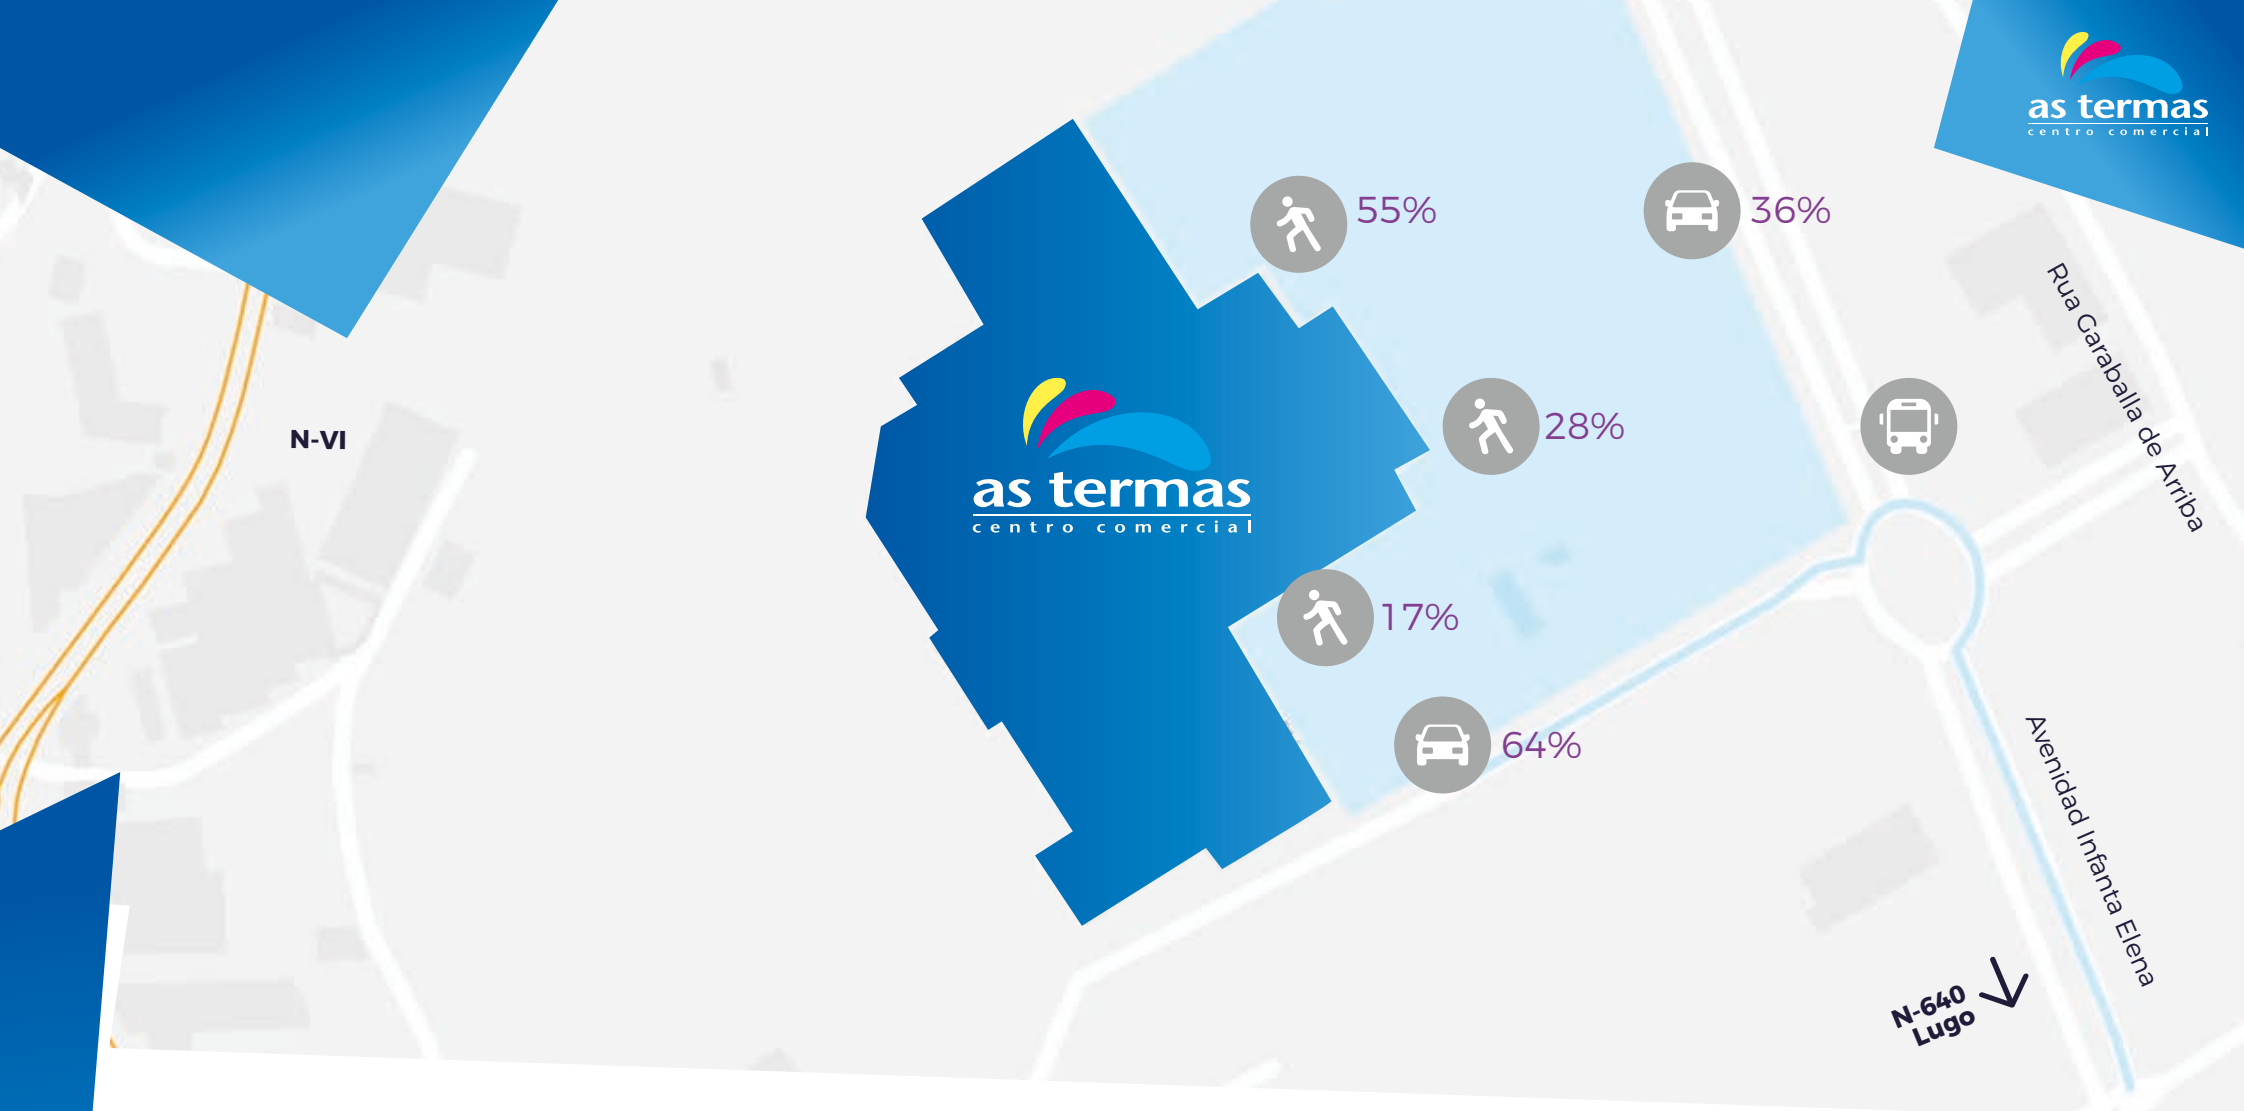 as termas
centro comercial
55%
36%
Rua Garaballa de Arriba
28%
N-VI
as termas
centro comercial
17%
64%
Avenidad Infanta Elena
N-640
Lugo